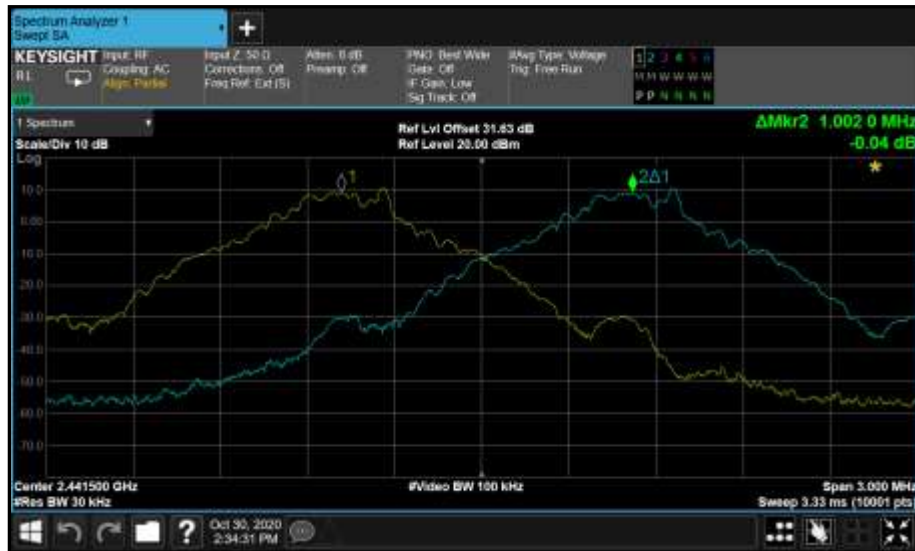 Spectrum Analyzer 1
Swept SA
+
KEYSIGHT
R L
Input: RF
Coupling: AC
Align: Partial
Input Z: 50 Ω
Corrections: Off
Freq Ref: Ext (S)
Atten: 0 dB
Preamp: Off
PNO: Best Wide
Gate: Off
IF Gain: Low
Sig Track: Off
#Avg Type: Voltage
Trig: Free Run
1 2 3 4 5 6
M M W W W W
P P N N N N
1 Spectrum
Scale/Div 10 dB
Ref Lvl Offset 31.63 dB
Ref Level 20.00 dBm
ΔMkr2 1.002 0 MHz
-0.04 dB
Log
1
2Δ1
10.0
0.00
-10.0
-20.0
-30.0
-40.0
-50.0
-60.0
-70.0
Center 2.441500 GHz
#Res BW 30 kHz
#Video BW 100 kHz
Span 3.000 MHz
Sweep 3.33 ms (10001 pts)
?
Oct 30, 2020
2:34:31 PM